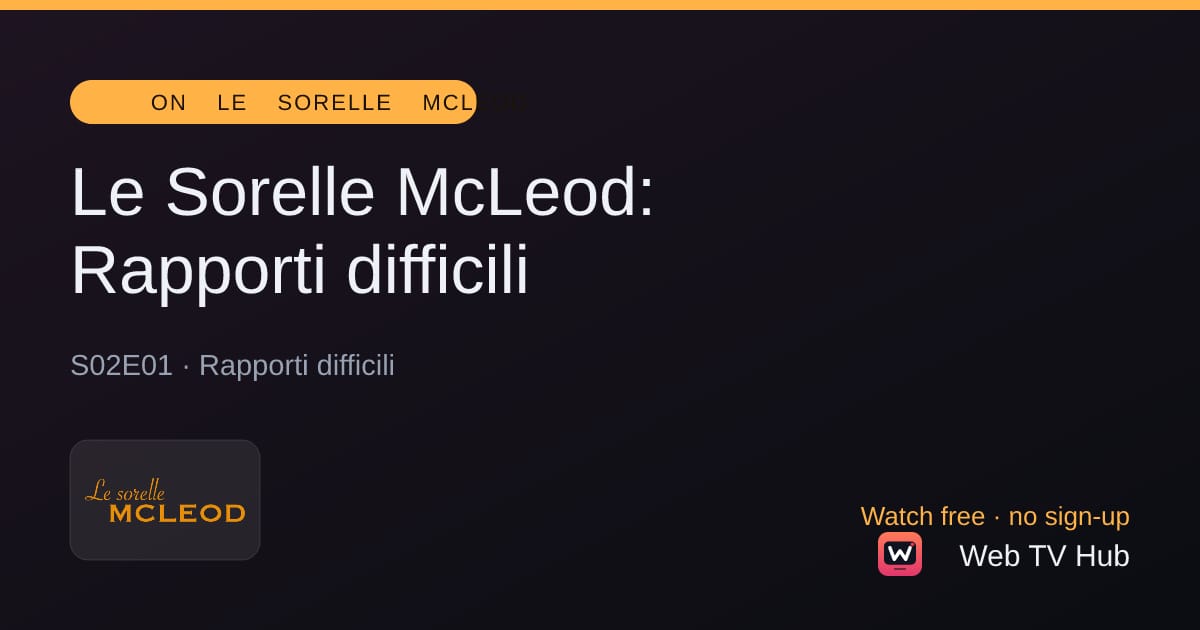 ON LE SORELLE MCLEOD
Le Sorelle McLeod:
Rapporti difficili
S02E01 · Rapporti difficili
Le sorelle
MCLEOD
Watch free · no sign-up
W
Web TV Hub